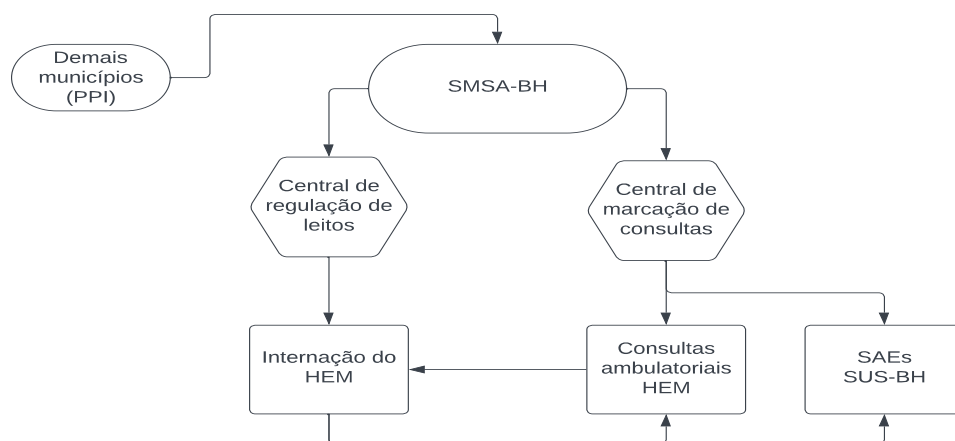 Demais
municípios
(PPI)
SMSA-BH
Central de
regulação de
leitos
Central de
marcação de
consultas
Internação do
HEM
Consultas
ambulatoriais
HEM
SAEs
SUS-BH